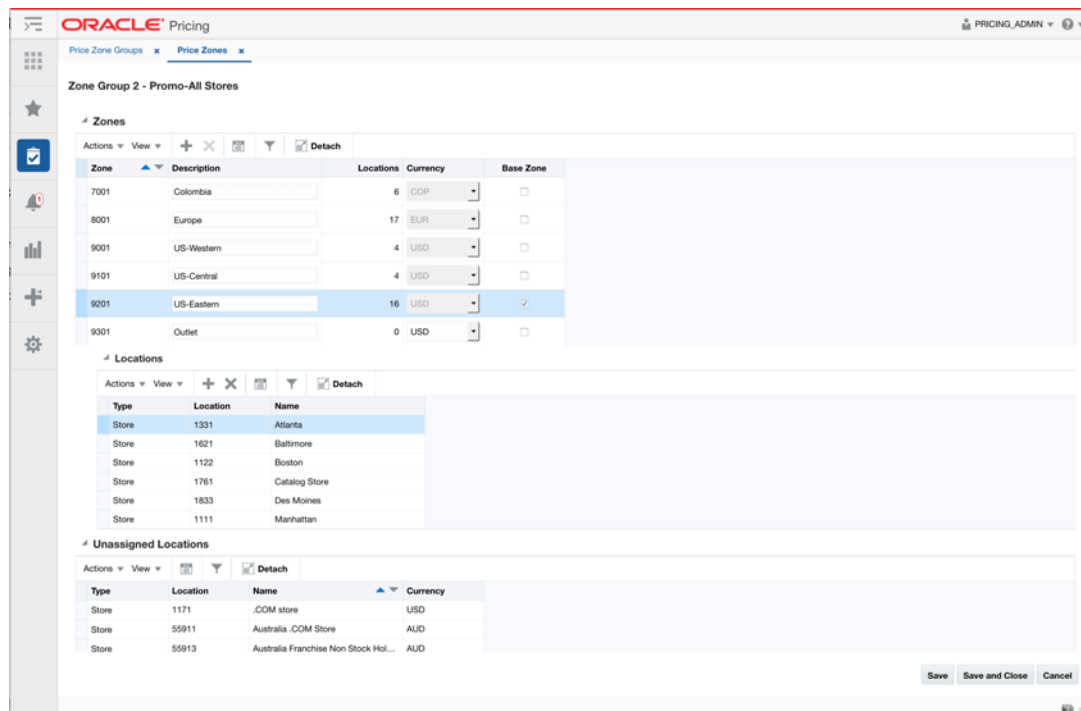 ORACLE Pricing PRICING_ADMIN
Price Zone Groups x Price Zones x
Zone Group 2 - Promo-All Stores
Zones
Actions View Detach
Zone Description Locations Currency Base Zone
7001 Colombia 6 COP
8001 Europe 17 EUR
9001 US-Western 4 USD
9101 US-Central 4 USD
9201 US-Eastern 16 USD
9301 Outlet 0 USD
Locations
Actions View Detach
Type Location Name
Store 1331 Atlanta
Store 1621 Baltimore
Store 1122 Boston
Store 1761 Catalog Store
Store 1833 Des Moines
Store 1111 Manhattan
Unassigned Locations
Actions View Detach
Type Location Name Currency
Store 1171 .COM store USD
Store 55911 Australia .COM Store AUD
Store 55913 Australia Franchise Non Stock Hol... AUD
Save Save and Close Cancel